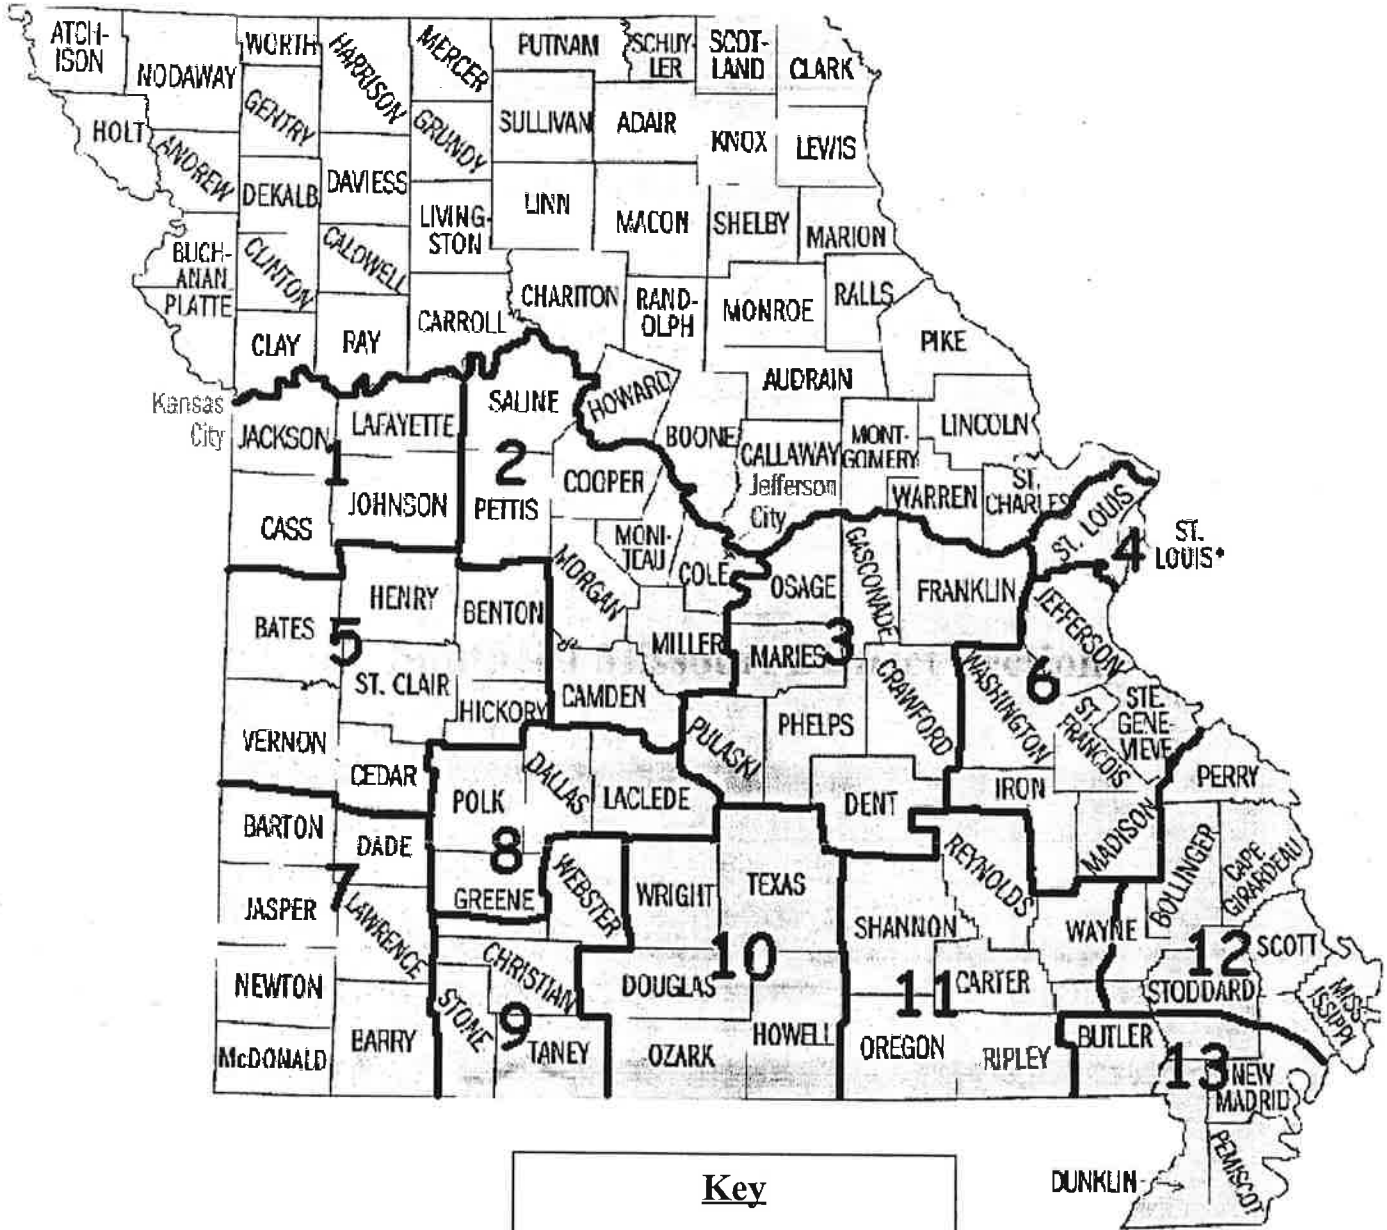 ATCH-
ISON
NODAWAY
WORTH
HARRISON
MERCER
PUTNAM
SCHUY-
LER
SCOT-
LAND
CLARK
HOLT
ANDREW
GENTRY
GRUNDY
SULLIVAN
ADAIR
KNOX
LEWIS
DEKALB
DAVIESS
LIVING-
STON
LINN
MACON
SHELBY
MARION
BUCH-
ANAN
PLATTE
CLINTON
CALDWELL
CARROLL
CHARITON
RAND-
OLPH
MONROE
RALLS
PIKE
CLAY
RAY
AUDRAIN
Kansas
City
JACKSON
LAFAYETTE
SALINE
HOWARD
BOONE
CALLAWAY
MONT-
GOMERY
LINCOLN
1
2
COOPER
Jefferson
City
WARREN
ST.
CHARLES
ST. LOUIS
4
ST.
LOUIS*
CASS
JOHNSON
PETTIS
MONI-
TEAU
MORGAN
COLE
OSAGE
GASCONADE
FRANKLIN
JEFFERSON
BATES
5
HENRY
BENTON
MILLER
MARIES
3
6
ST. CLAIR
HICKORY
CAMDEN
PULASKI
PHELPS
CRAWFORD
WASHINGTON
ST.
FRANCOIS
STE.
GENE-
VIEVE
VERNON
CEDAR
POLK
DALLAS
LACLEDE
DENT
IRON
MADISON
PERRY
BARTON
DADE
8
GREENE
WEBSTER
WRIGHT
TEXAS
REYNOLDS
BOLLINGER
CAPE
GIRARDEAU
JASPER
7
LAWRENCE
SHANNON
WAYNE
12
SCOTT
NEWTON
CHRISTIAN
DOUGLAS
10
11
CARTER
STODDARD
MISS-
ISSIPPI
McDONALD
BARRY
STONE
9
TANEY
OZARK
HOWELL
OREGON
RIPLEY
BUTLER
13
NEW
MADRID
DUNKLIN
PEMISCOT
Key